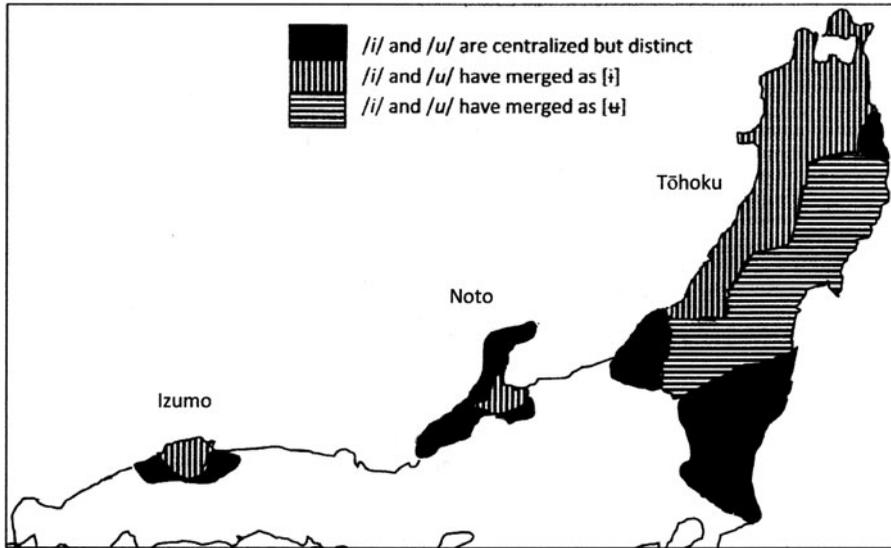 /i/ and /u/ are centralized but distinct
/i/ and /u/ have merged as [ɨ]
/i/ and /u/ have merged as [ʉ]
Tōhoku
Noto
Izumo